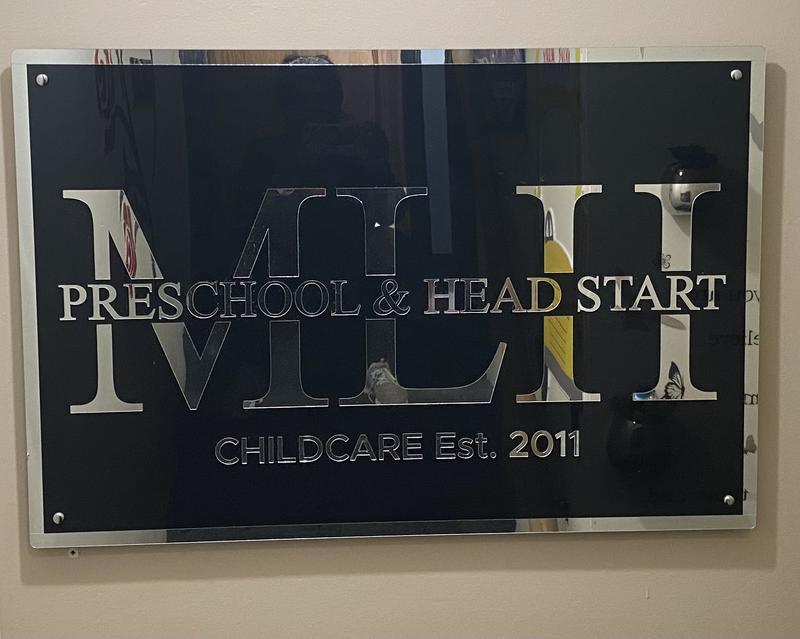 MLH
PRESCHOOL & HEAD START
CHILDCARE Est. 2011